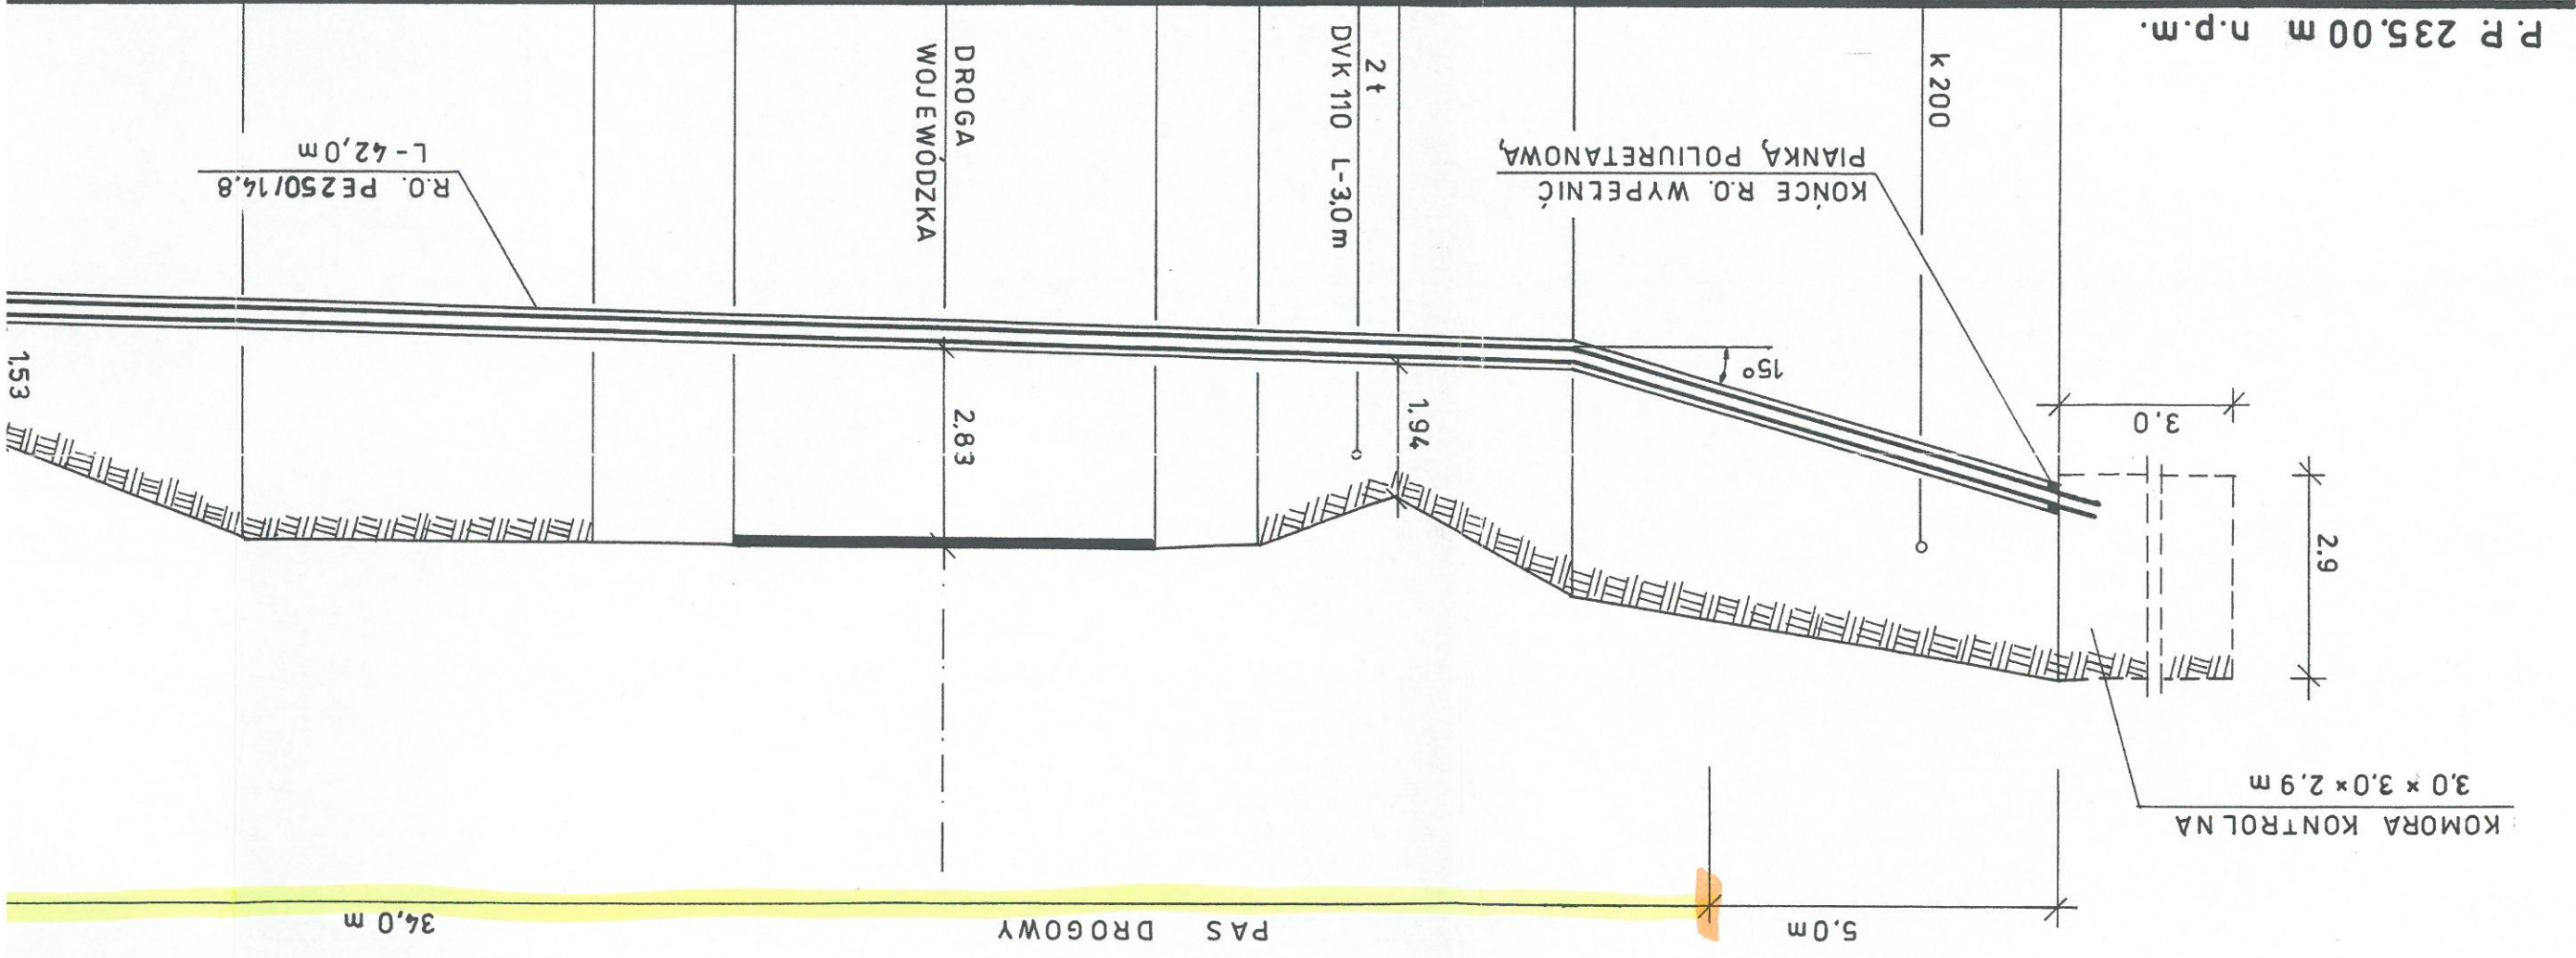 PAS DROGOWY
34,0 m
5,0m
KOMORA KONTROLNA
3,0 × 3,0 × 2,9 m
2,9
3,0
15°
1,94
2,83
1,53
KOŃCE R.O. WYPEŁNIĆ
PIANKĄ POLIURETANOWĄ
R.O. PE250/14,8
L-42,0m
k 200
2 t
DVK 110 L-3,0m
DROGA
WOJEWÓDZKA
P.P. 235.00 m n.p.m.